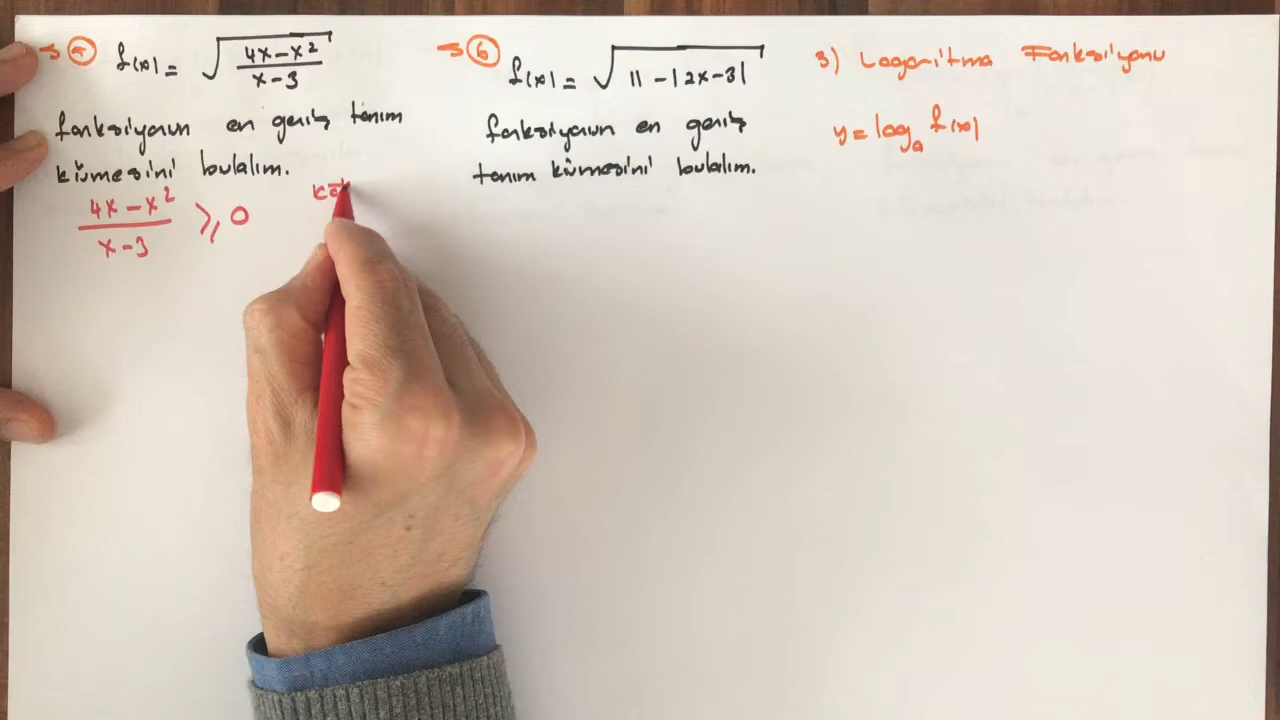 → 5 f(x) = √((4x-x²)/(x-3))
fonksiyonun en geniş tanım
kümesini bulalım.
(4x-x²)/(x-3) ≥ 0
→ 6 f(x) = √(11-|2x-3|)
fonksiyonun en geniş
tanım kümesini bulalım.
3) Logaritma Fonksiyonu
y = logₐ f(x)